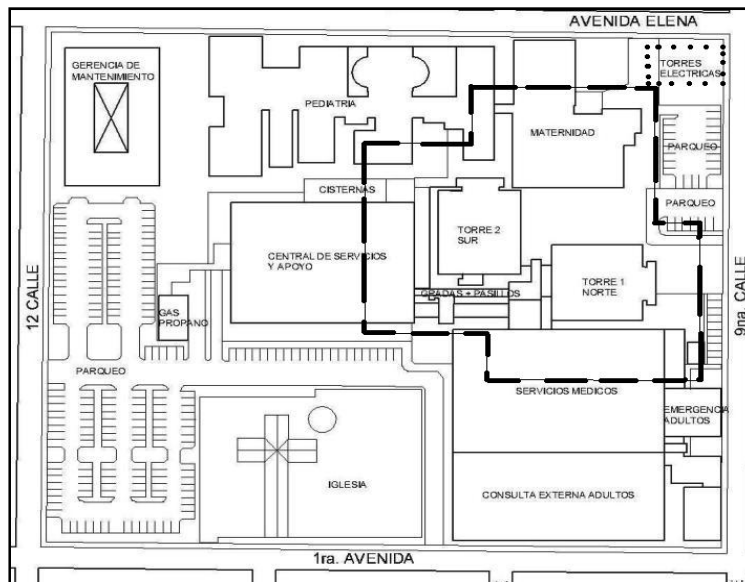 AVENIDA ELENA
GERENCIA DE
MANTENIMIENTO
TORRES
ELECTRICAS
PEDIATRIA
MATERNIDAD
PARQUEO
CISTERNAS
PARQUEO
TORRE 2
SUR
CENTRAL DE SERVICIOS
Y APOYO
TORRE 1
NORTE
12 CALLE
9na. CALLE
GRADAS + PASILLOS
GAS
PROPANO
PARQUEO
SERVICIOS MEDICOS
EMERGENCIA
ADULTOS
IGLESIA
CONSULTA EXTERNA ADULTOS
1ra. AVENIDA